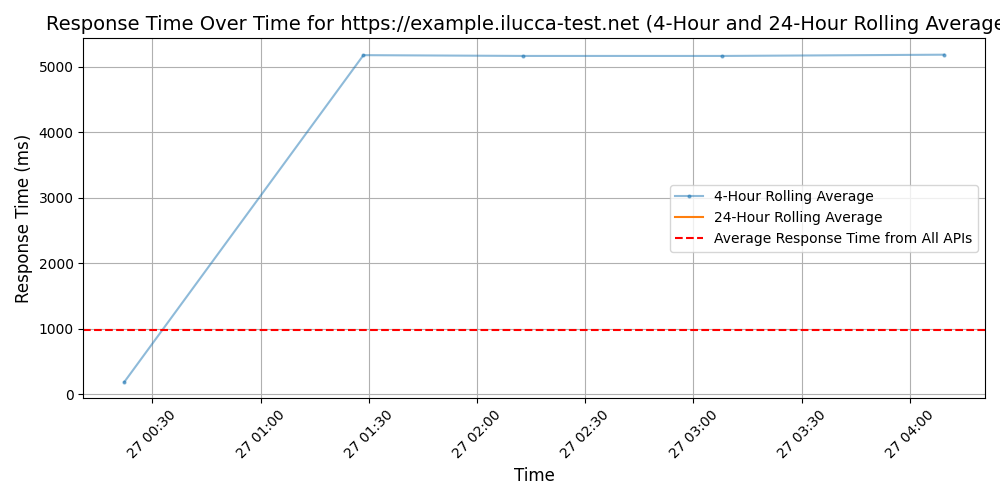 Response Time Over Time for https://example.ilucca-test.net (4-Hour and 24-Hour Rolling Average
Response Time (ms)
5000
4000
3000
2000
1000
0
4-Hour Rolling Average
24-Hour Rolling Average
Average Response Time from All APIs
27 00:30
27 01:00
27 01:30
27 02:00
27 02:30
27 03:00
27 03:30
27 04:00
Time